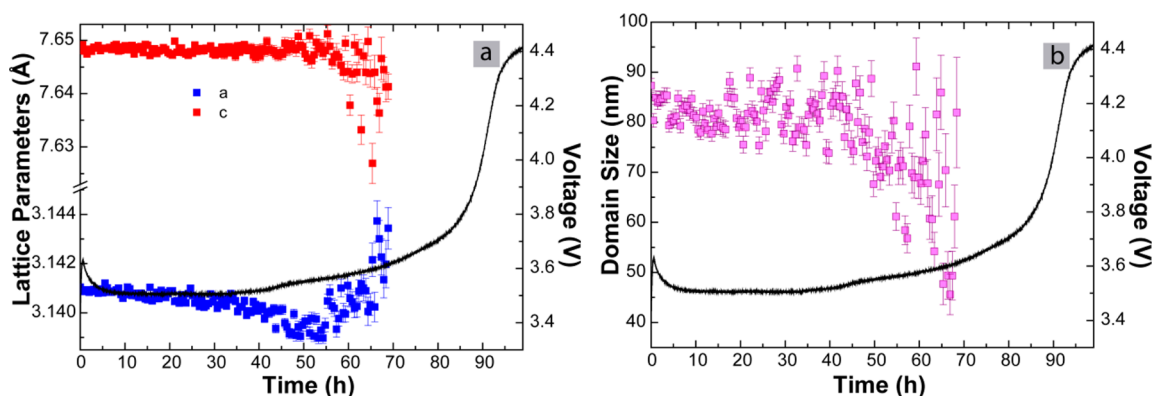 a
7.65
7.64
7.63
3.144
3.142
3.140
Lattice Parameters (Å)
a
c
4.4
4.2
4.0
3.8
3.6
3.4
Voltage (V)
0 10 20 30 40 50 60 70 80 90
Time (h)
b
100
90
80
70
60
50
40
Domain Size (nm)
4.4
4.2
4.0
3.8
3.6
3.4
Voltage (V)
0 10 20 30 40 50 60 70 80 90
Time (h)